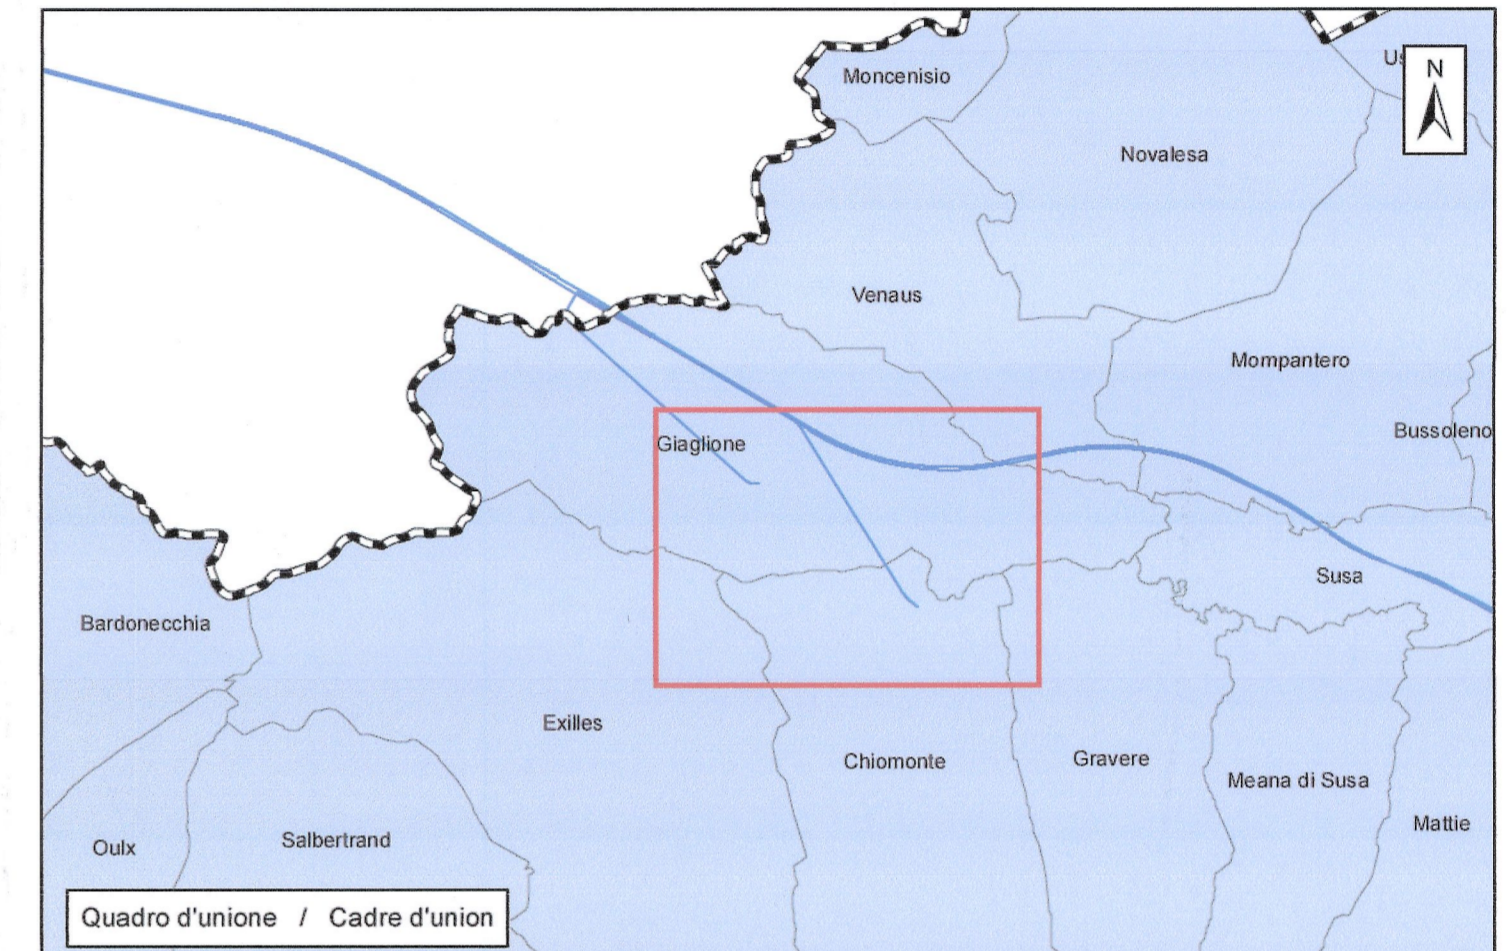 Moncenisio
Us
N
Novalesa
Venaus
Mompantero
Bussoleno
Giaglione
Susa
Bardonecchia
Exilles
Chiomonte
Gravere
Meana di Susa
Mattie
Salbertrand
Oulx
Quadro d'unione / Cadre d'union